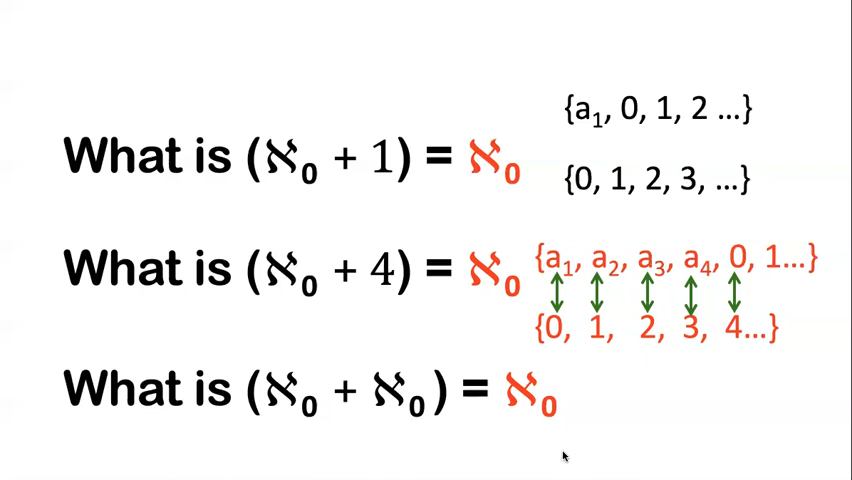 {a₁, 0, 1, 2 ...}
What is (ℵ₀ + 1) = ℵ₀
{0, 1, 2, 3, ...}
What is (ℵ₀ + 4) = ℵ₀
{a₁, a₂, a₃, a₄, 0, 1...}
{0, 1, 2, 3, 4...}
What is (ℵ₀ + ℵ₀) = ℵ₀